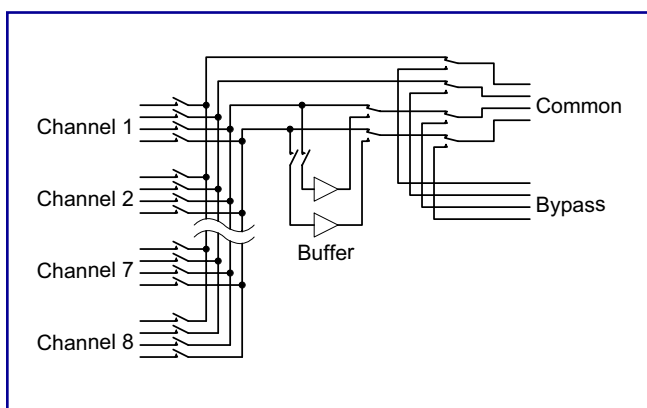 Channel 1
Common
Channel 2
Bypass
Buffer
Channel 7
Channel 8